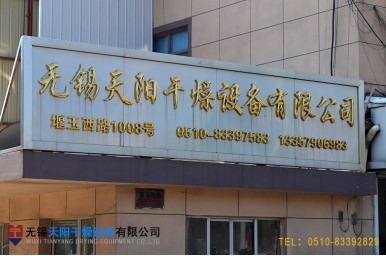 无锡天阳干燥设备有限公司
堰玉西路1008号 0510-83397583 13357906983
无锡天阳干燥设备有限公司
WUXI TIANYANG DRYING EQUIPMENT CO.,LTD
TEL: 0510-83392829